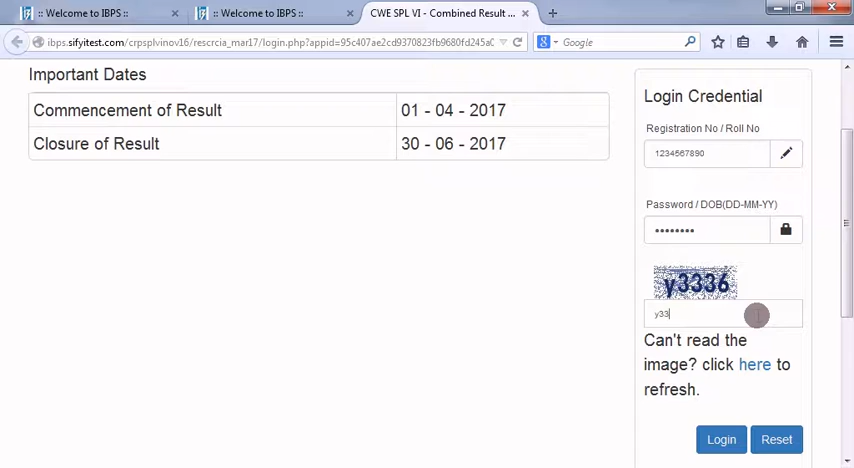 :: Welcome to IBPS ::
:: Welcome to IBPS ::
CWE SPL VI - Combined Result ...
ibps.sifyitest.com/crpsplvinov16/rescrcia_mar17/login.php?appid=95c407ae2cd9370823fb9680fd245a0
Google
Important Dates
Commencement of Result 01 - 04 - 2017
Closure of Result 30 - 06 - 2017
Login Credential
Registration No / Roll No
1234567890
Password / DOB(DD-MM-YY)
••••••••
y3336
y33
Can't read the
image? click here to
refresh.
Login Reset